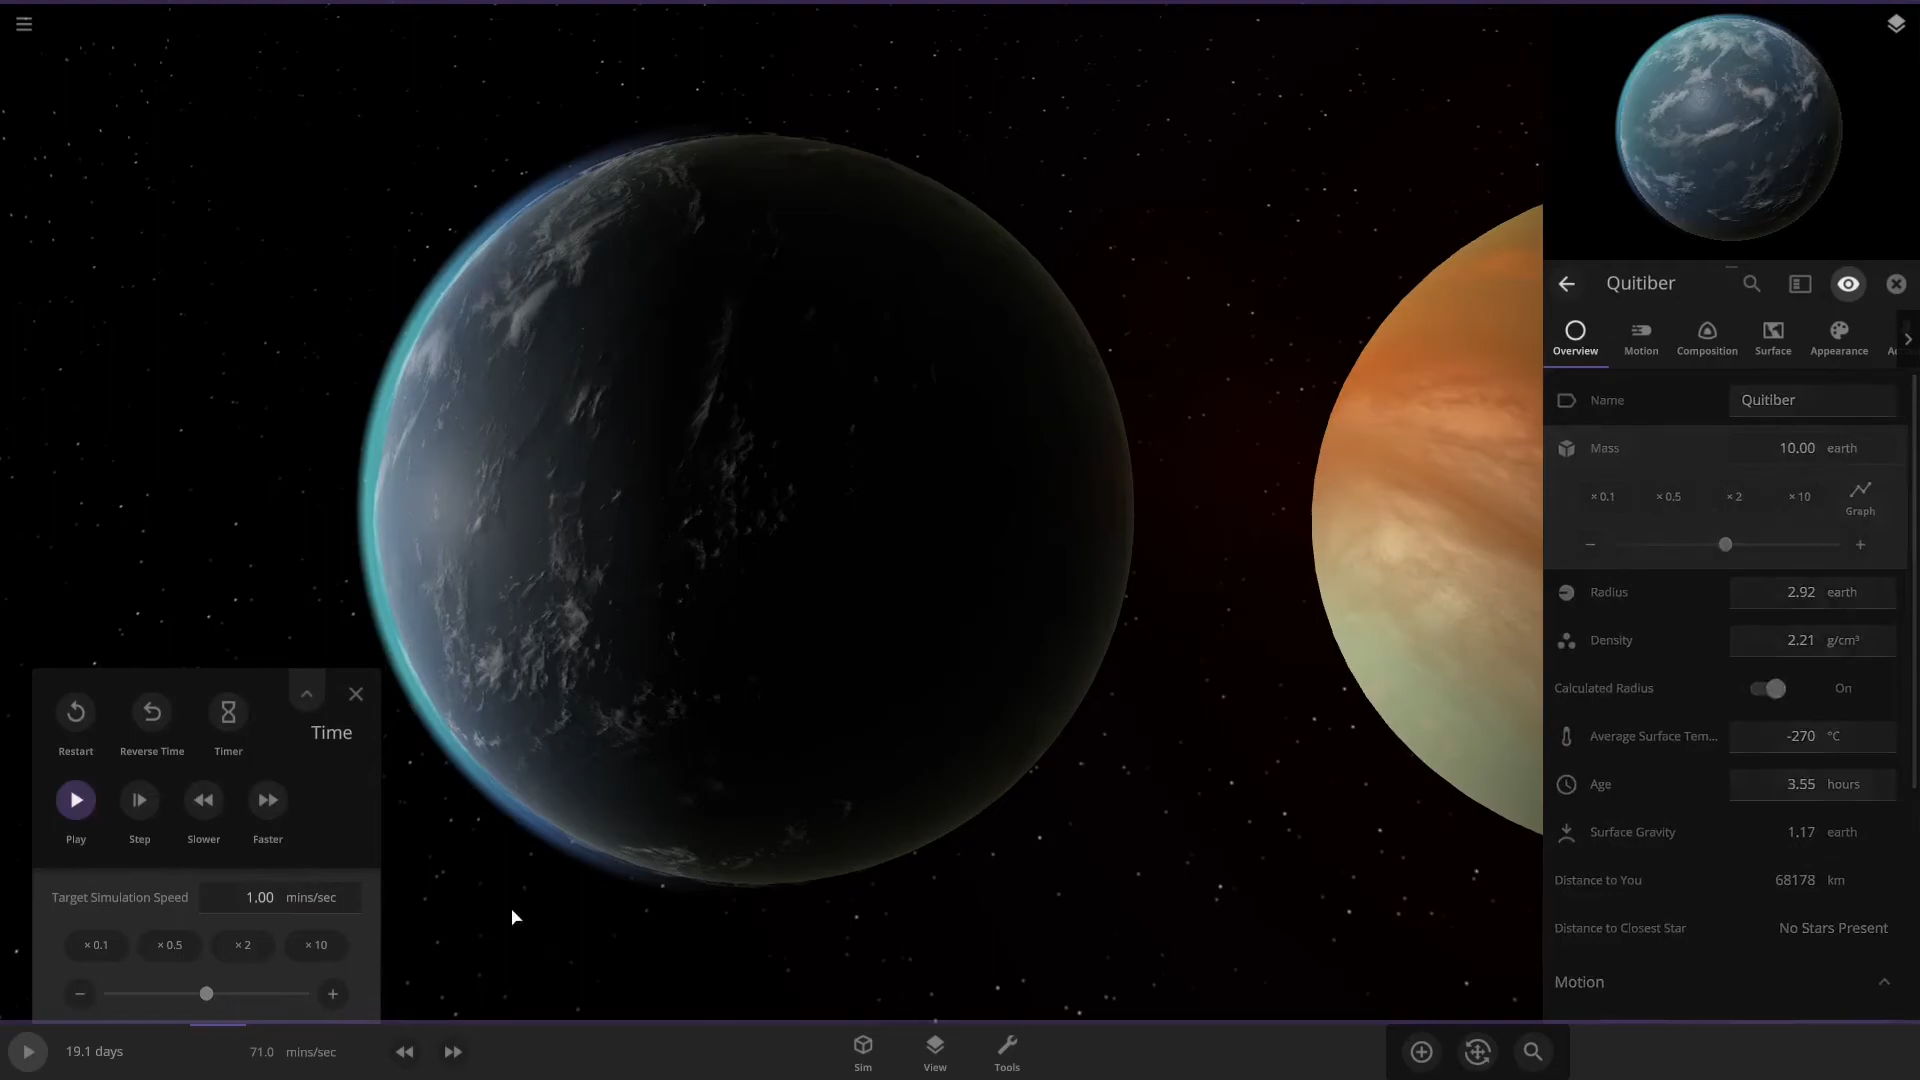 Quitiber
Overview
Motion
Composition
Surface
Appearance
Name
Quitiber
Mass
10.00 earth
× 0.1
× 0.5
× 2
× 10
Graph
Radius
2.92 earth
Density
2.21 g/cm³
Calculated Radius
On
Average Surface Tem...
-270 °C
Age
3.55 hours
Surface Gravity
1.17 earth
Distance to You
68178 km
Distance to Closest Star
No Stars Present
Motion
Restart
Reverse Time
Timer
Time
Play
Step
Slower
Faster
Target Simulation Speed
1.00 mins/sec
× 0.1
× 0.5
× 2
× 10
19.1 days
71.0 mins/sec
Sim
View
Tools